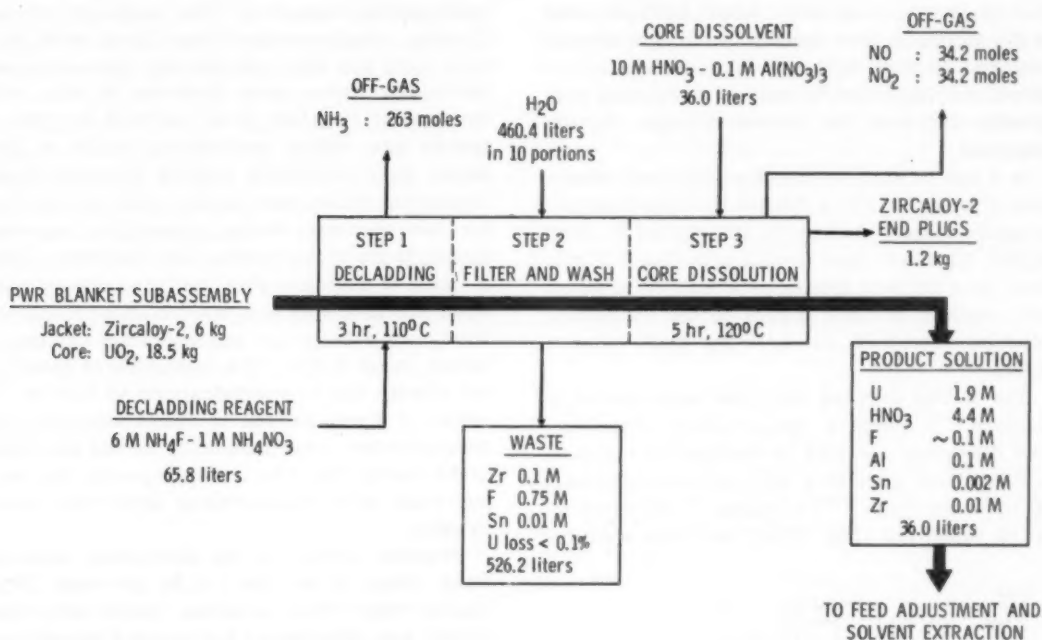 OFF-GAS
NH3 : 263 moles
H2O
460.4 liters
in 10 portions
CORE DISSOLVENT
10 M HNO3 - 0.1 M Al(NO3)3
36.0 liters
OFF-GAS
NO : 34.2 moles
NO2 : 34.2 moles
ZIRCALOY-2
END PLUGS
1.2 kg
STEP 1
DECLADDING
3 hr, 110° C
STEP 2
FILTER AND WASH
STEP 3
CORE DISSOLUTION
5 hr, 120° C
PWR BLANKET SUBASSEMBLY
Jacket: Zircaloy-2, 6 kg
Core: UO2, 18.5 kg
DECLADDING REAGENT
6 M NH4F - 1 M NH4NO3
65.8 liters
WASTE
Zr 0.1 M
F 0.75 M
Sn 0.01 M
U loss < 0.1%
526.2 liters
PRODUCT SOLUTION
U 1.9 M
HNO3 4.4 M
F ~ 0.1 M
Al 0.1 M
Sn 0.002 M
Zr 0.01 M
36.0 liters
TO FEED ADJUSTMENT AND
SOLVENT EXTRACTION